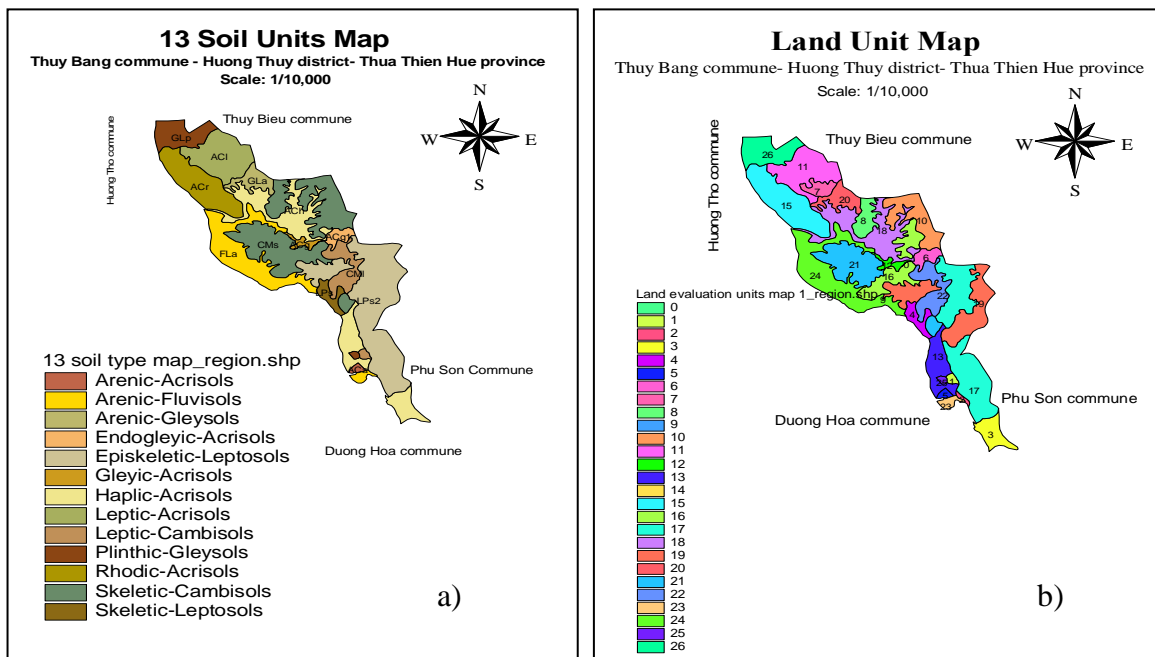 13 Soil Units Map
Thuy Bang commune - Huong Thuy district- Thua Thien Hue province
Scale: 1/10,000
N
W
E
S
Huong Tho commune
Thuy Bieu commune
GLp
ACl
ACr
GLa
ACh
CMs
FLa
CMl
LPs2
Phu Son Commune
Duong Hoa commune
13 soil type map_region.shp
Arenic-Acrisols
Arenic-Fluvisols
Arenic-Gleysols
Endogleyic-Acrisols
Episkeletic-Leptosols
Gleyic-Acrisols
Haplic-Acrisols
Leptic-Acrisols
Leptic-Cambisols
Plinthic-Gleysols
Rhodic-Acrisols
Skeletic-Cambisols
Skeletic-Leptosols
a)
Land Unit Map
Thuy Bang commune- Huong Thuy district- Thua Thien Hue province
Scale: 1/10,000
N
W
E
S
Huong Tho commune
Thuy Bieu commune
26
11
7
15
20
8
18
10
6
21
24
16
22
19
4
13
17
23
3
Phu Son commune
Duong Hoa commune
Land evaluation units map 1_region.shp
0
1
2
3
4
5
6
7
8
9
10
11
12
13
14
15
16
17
18
19
20
21
22
23
24
25
26
b)